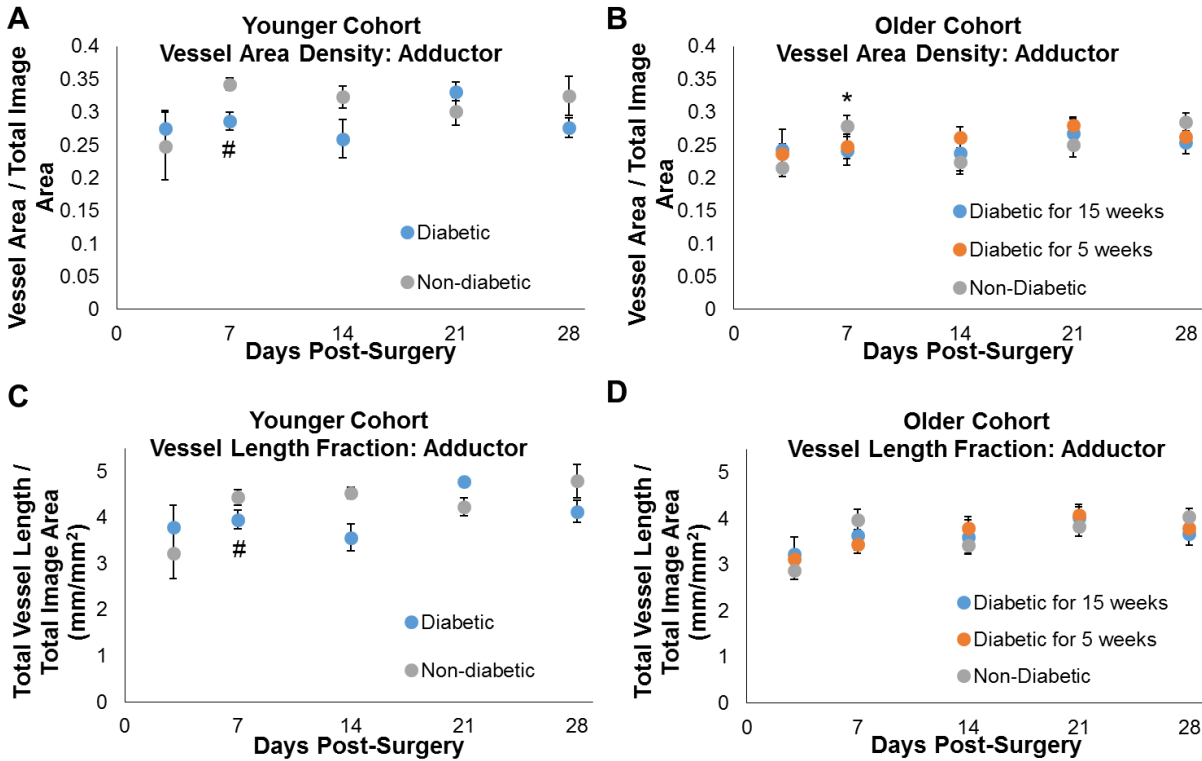 A
Younger Cohort
Vessel Area Density: Adductor
Vessel Area / Total Image
Area
0.4
0.35
0.3
0.25
0.2
0.15
0.1
0.05
0
#
Diabetic
Non-diabetic
0
7
14
21
28
Days Post-Surgery
B
Older Cohort
Vessel Area Density: Adductor
Vessel Area / Total Image
Area
0.4
0.35
0.3
0.25
0.2
0.15
0.1
0.05
0
*
Diabetic for 15 weeks
Diabetic for 5 weeks
Non-Diabetic
0
7
14
21
28
Days Post-Surgery
C
Younger Cohort
Vessel Length Fraction: Adductor
Total Vessel Length /
Total Image Area
(mm/mm²)
5
4
3
2
1
0
#
Diabetic
Non-diabetic
0
7
14
21
28
Days Post-Surgery
D
Older Cohort
Vessel Length Fraction: Adductor
Total Vessel Length /
Total Image Area
(mm/mm²)
5
4
3
2
1
0
Diabetic for 15 weeks
Diabetic for 5 weeks
Non-Diabetic
0
7
14
21
28
Days Post-Surgery